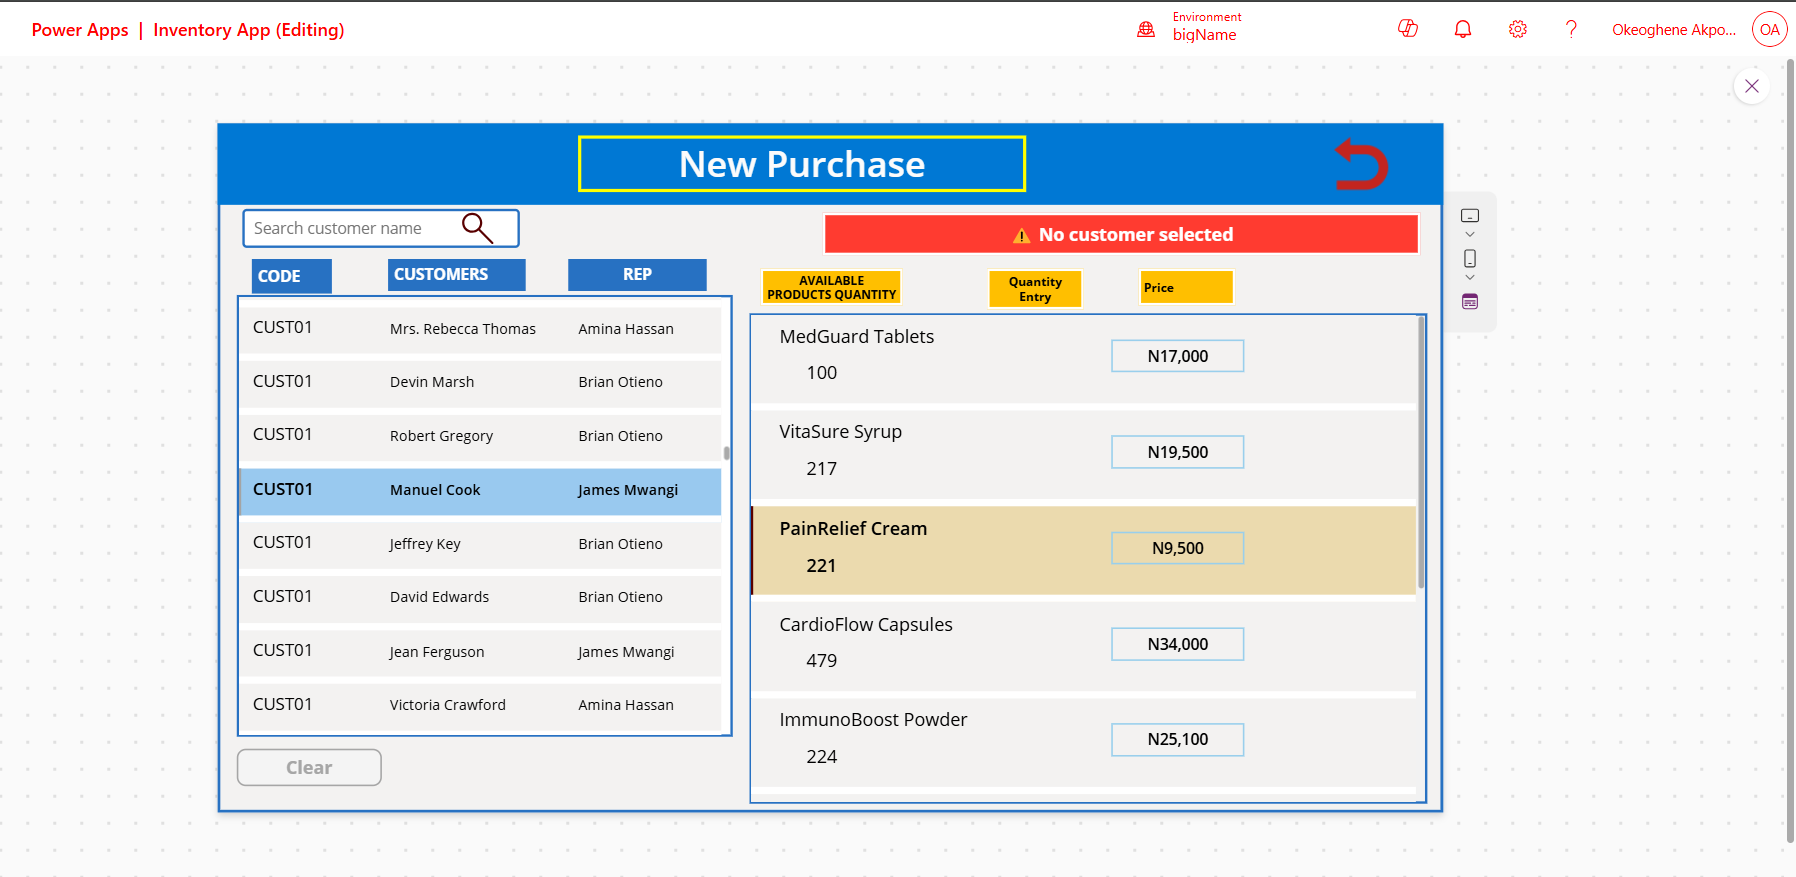 Power Apps | Inventory App (Editing)
Environment
bigName
Okeoghene Akpo...
OA
New Purchase
Search customer name
No customer selected
CODE
CUSTOMERS
REP
AVAILABLE
PRODUCTS QUANTITY
Quantity
Entry
Price
CUST01 Mrs. Rebecca Thomas Amina Hassan
CUST01 Devin Marsh Brian Otieno
CUST01 Robert Gregory Brian Otieno
CUST01 Manuel Cook James Mwangi
CUST01 Jeffrey Key Brian Otieno
CUST01 David Edwards Brian Otieno
CUST01 Jean Ferguson James Mwangi
CUST01 Victoria Crawford Amina Hassan
Clear
MedGuard Tablets
100
N17,000
VitaSure Syrup
217
N19,500
PainRelief Cream
221
N9,500
CardioFlow Capsules
479
N34,000
ImmunoBoost Powder
224
N25,100